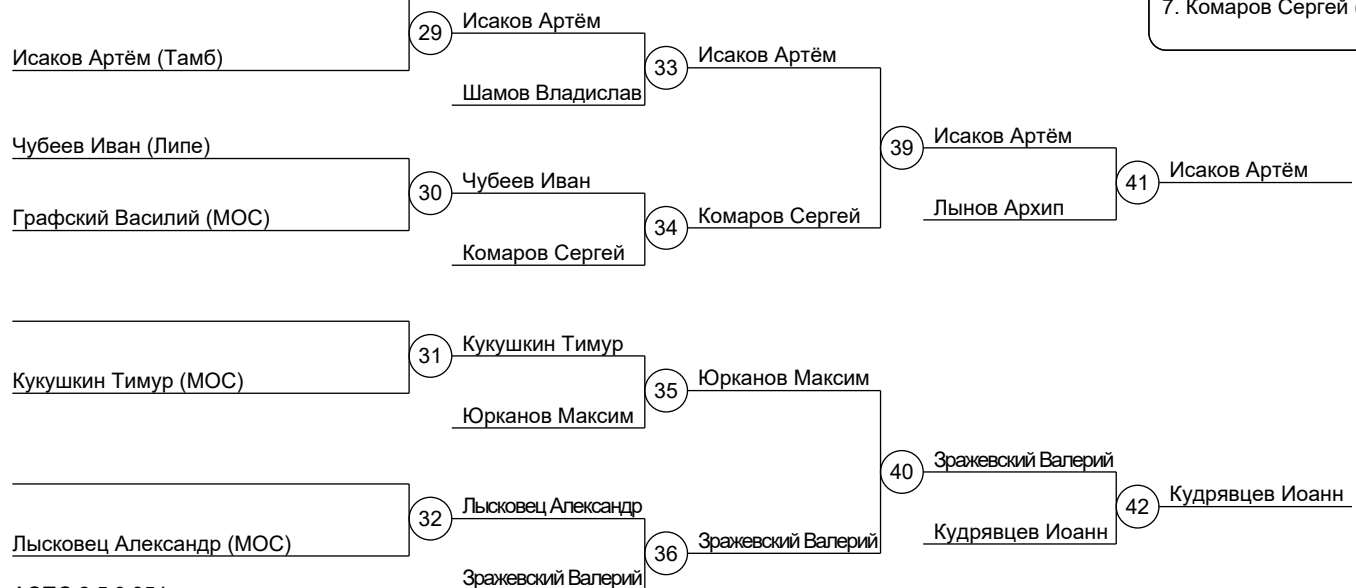 7. Комаров Сергей (
Исаков Артём (Тамб)
29
Исаков Артём
Шамов Владислав
33
Исаков Артём
Чубеев Иван (Липе)
Графский Василий (МОС)
30
Чубеев Иван
Комаров Сергей
34
Комаров Сергей
39
Исаков Артём
Лынов Архип
41
Исаков Артём
Кукушкин Тимур (МОС)
31
Кукушкин Тимур
Юрканов Максим
35
Юрканов Максим
Лысковец Александр (МОС)
32
Лысковец Александр
Зражевский Валерий
36
Зражевский Валерий
40
Зражевский Валерий
Кудрявцев Иоанн
42
Кудрявцев Иоанн